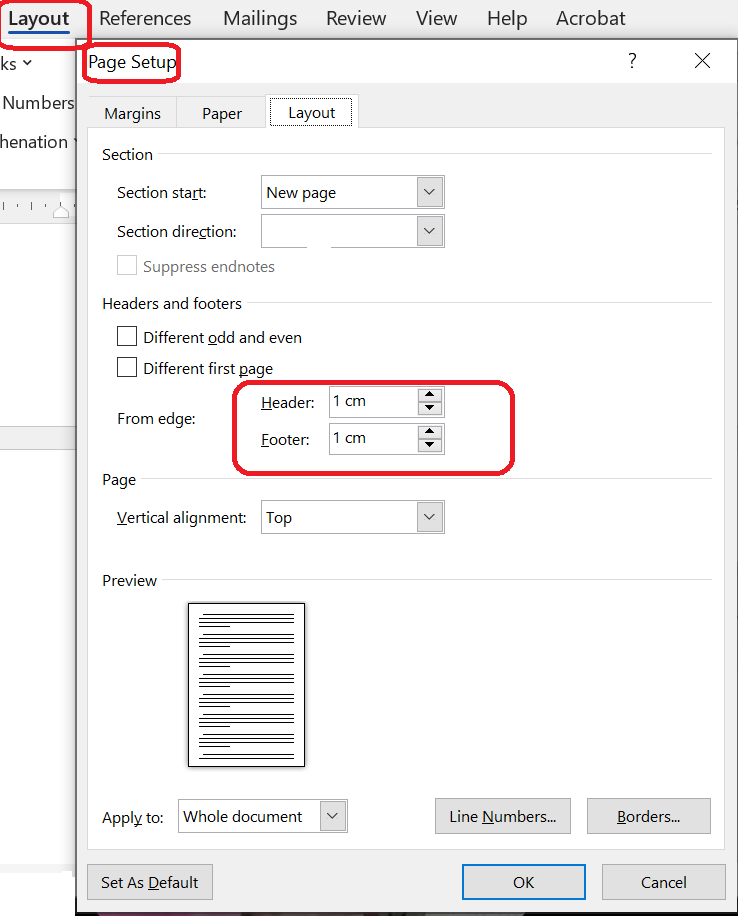 Layout References Mailings Review View Help Acrobat
ks
Page Setup ?
Numbers
henation
Margins Paper Layout
Section
Section start: New page
Section direction:
Suppress endnotes
Headers and footers
Different odd and even
Different first page
From edge:
Header: 1 cm
Footer: 1 cm
Page
Vertical alignment: Top
Preview
Apply to: Whole document Line Numbers... Borders...
Set As Default OK Cancel